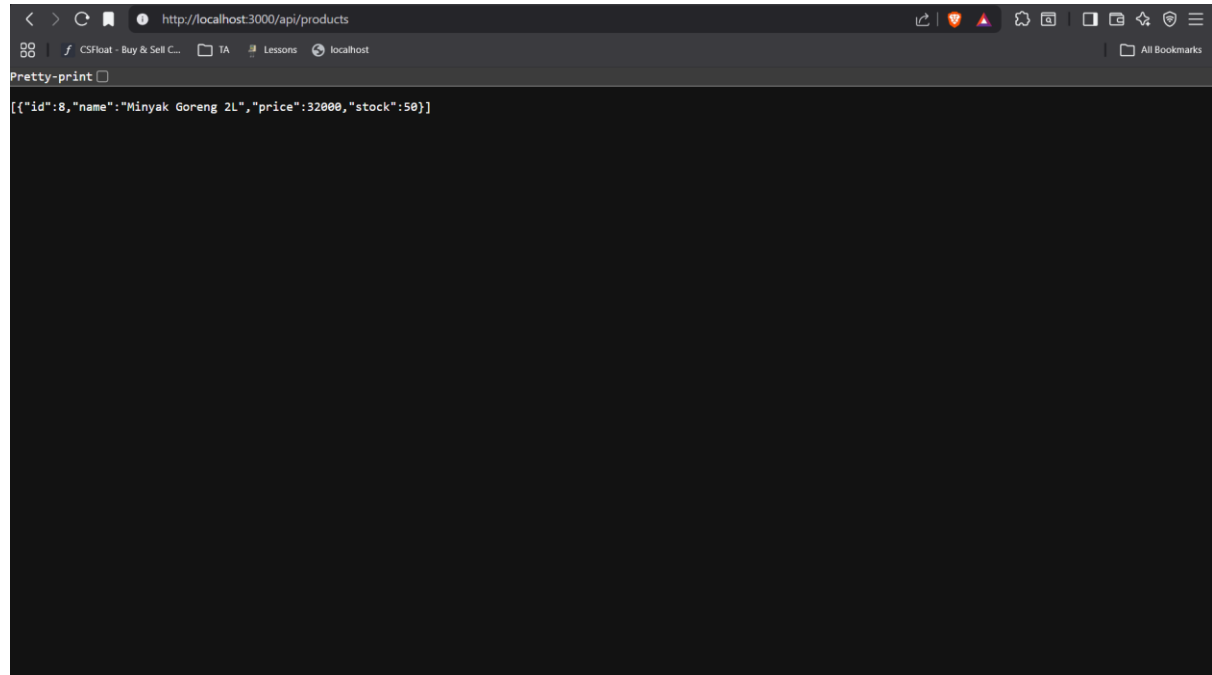 http://localhost:3000/api/products
CSFloat - Buy & Sell C... TA Lessons localhost All Bookmarks
Pretty-print
[{"id":8,"name":"Minyak Goreng 2L","price":32000,"stock":50}]